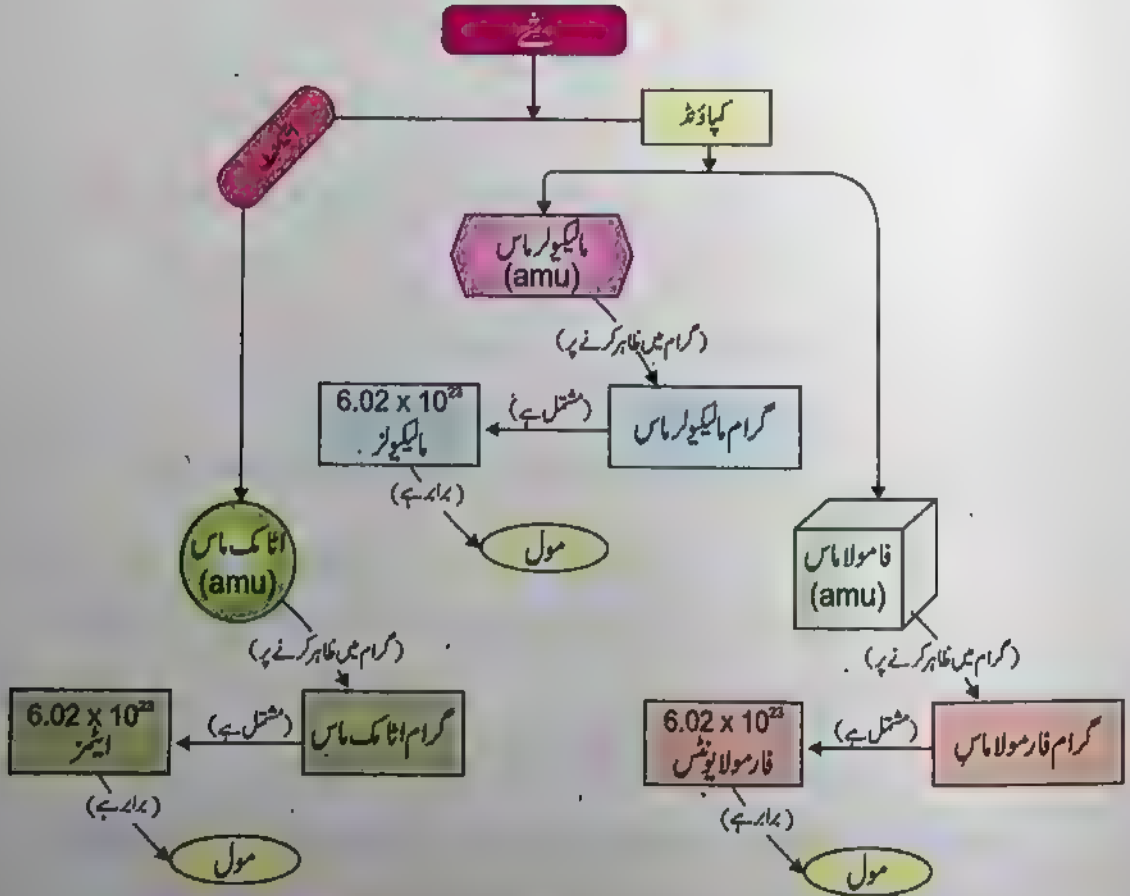 شے
کمپاؤنڈ
مالیکیولر ماس
(amu)
(گرام میں ظاہر کرنے پر)
6.02 x 10²³
مالیکیولز
(مشتمل ہے)
گرام مالیکیولر ماس
(برابر ہے)
مول
اٹامک ماس
(amu)
فامولا ماس
(amu)
(گرام میں ظاہر کرنے پر)
(گرام میں ظاہر کرنے پر)
6.02 x 10²³
ایٹمز
(مشتمل ہے)
گرام اٹامک ماس
6.02 x 10²³
فارمولا یونٹس
(مشتمل ہے)
گرام فارمولا ماس
(برابر ہے)
مول
(برابر ہے)
مول